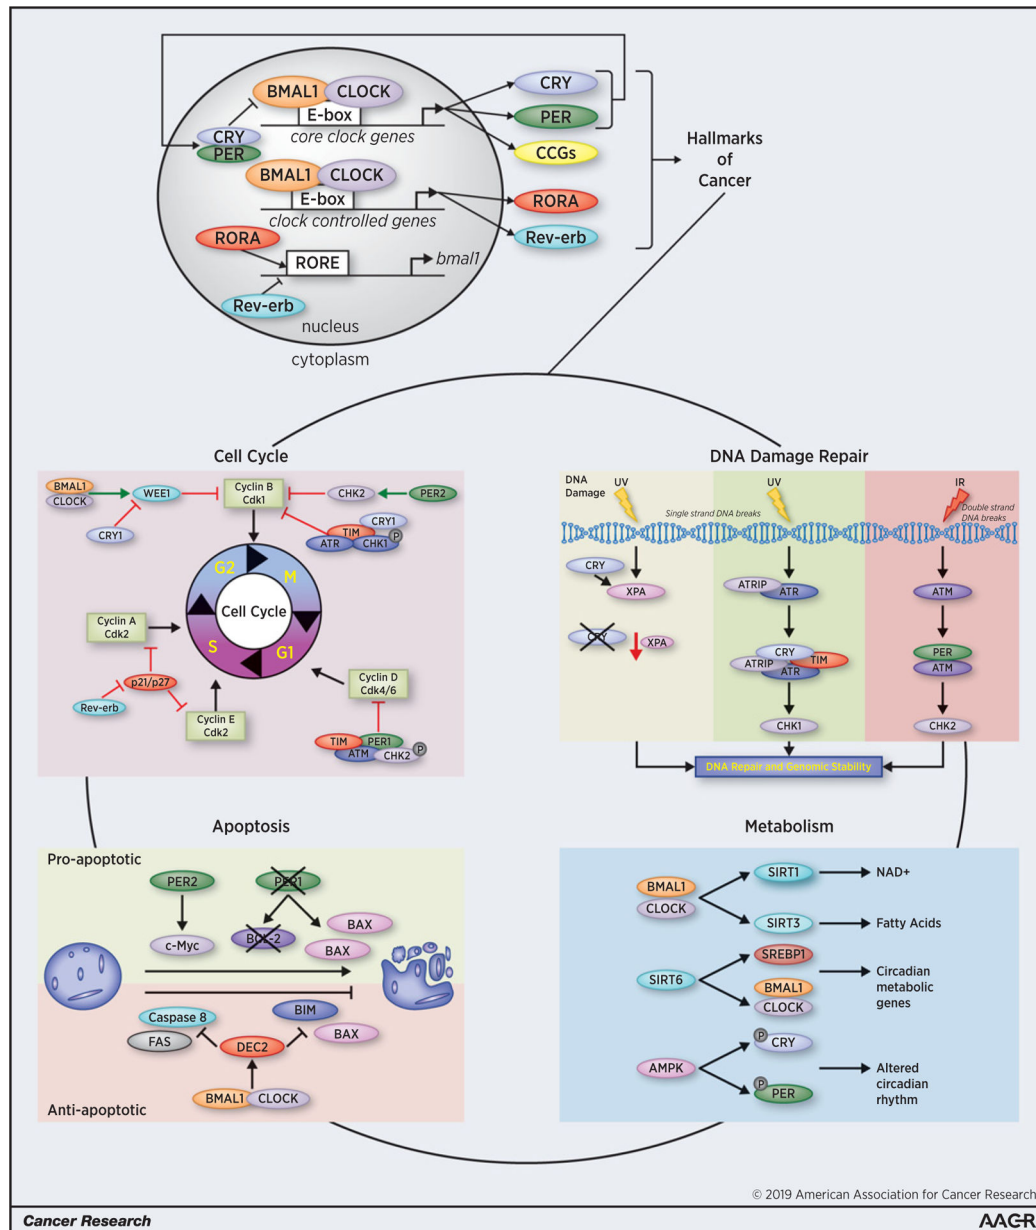 BMAL1 CLOCK
E-box
core clock genes
CRY
PER
CRY
PER
CCGs
Hallmarks
of
Cancer
BMAL1 CLOCK
E-box
clock controlled genes
RORA
Rev-erb
RORA
RORE
bmal1
Rev-erb
nucleus
cytoplasm
Cell Cycle
BMAL1
CLOCK
WEE1
CRY1
Cyclin B
Cdk1
CHK2
PER2
CRY1
TIM
ATR
CHK1
P
G2
M
S
G1
Cell Cycle
Cyclin A
Cdk2
p21/p27
Rev-erb
Cyclin E
Cdk2
Cyclin D
Cdk4/6
TIM
PER1
ATM
CHK2
P
DNA Damage Repair
DNA
Damage
UV
UV
IR
Single strand DNA breaks
Double strand
DNA breaks
CRY
XPA
CRY
XPA
ATRIP
ATR
CRY
ATRIP
TIM
ATR
CHK1
ATM
PER
ATM
CHK2
DNA Repair and Genomic Stability
Apoptosis
Pro-apoptotic
PER2
PER1
c-Myc
BCL-2
BAX
BAX
Caspase 8
FAS
DEC2
BIM
BAX
BMAL1 CLOCK
Anti-apoptotic
Metabolism
BMAL1
CLOCK
SIRT1
NAD+
SIRT3
Fatty Acids
SIRT6
SREBP1
BMAL1
CLOCK
Circadian
metabolic
genes
AMPK
P
CRY
P
PER
Altered
circadian
rhythm
© 2019 American Association for Cancer Research
Cancer Research
AACR